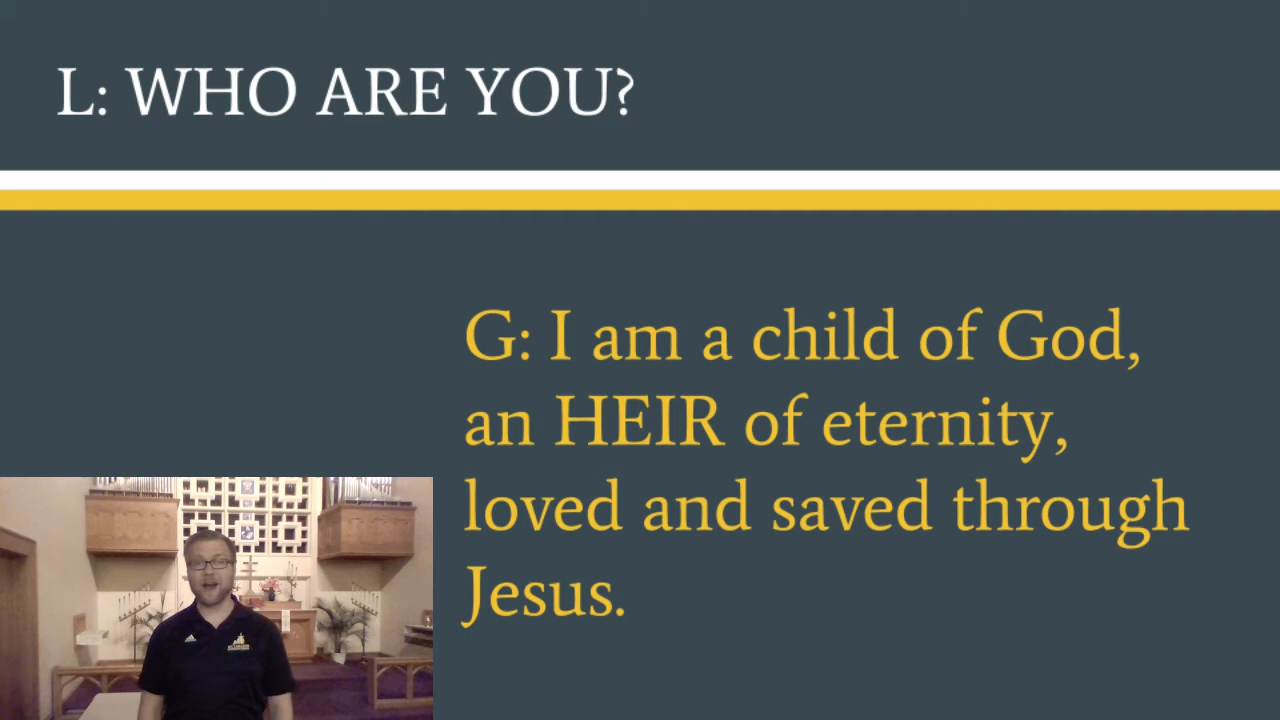 L: WHO ARE YOU?
G: I am a child of God,
an HEIR of eternity,
loved and saved through
Jesus.